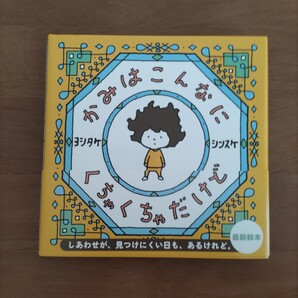 かみはこんなに
ヨシタケ
シンスケ
くちゃくちゃだけど
最新絵本
しあわせが、見つけにくい日も、あるけれど。